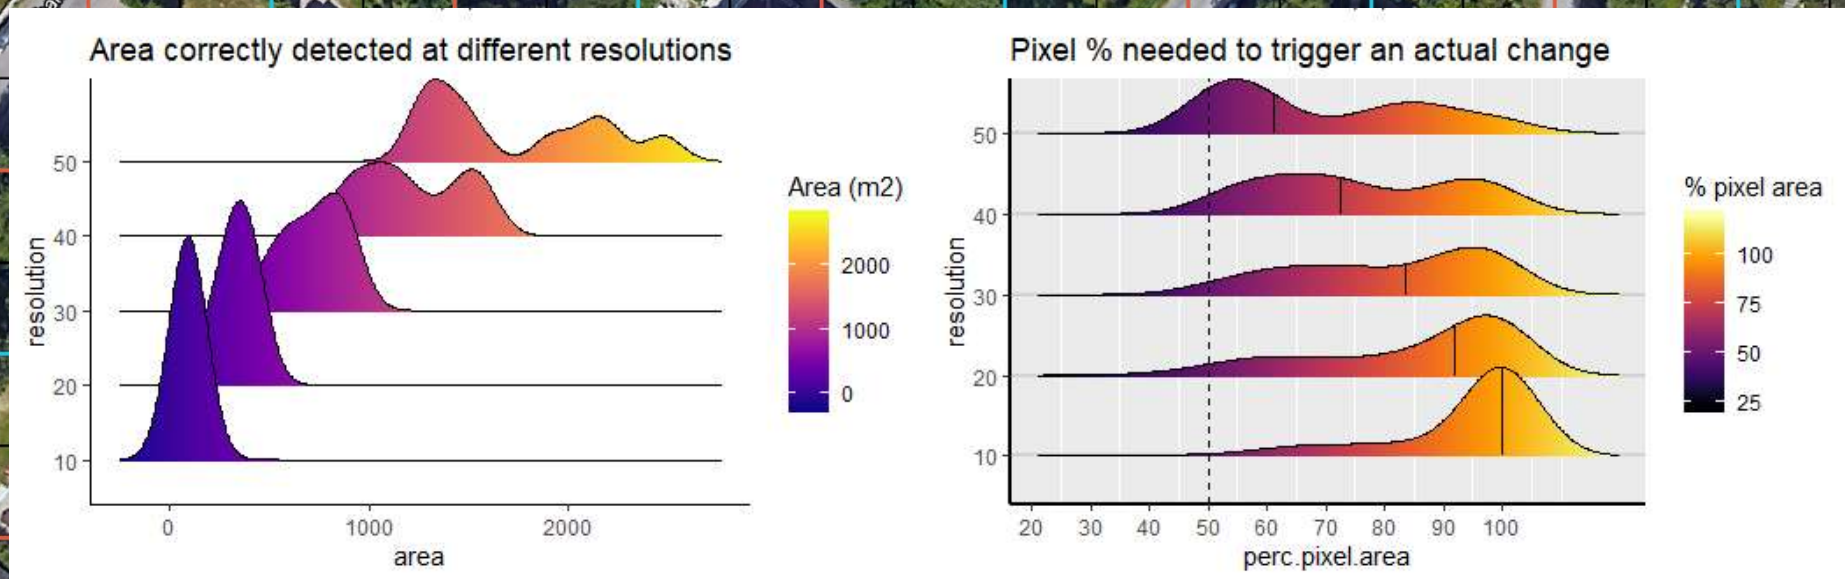 Area correctly detected at different resolutions
resolution
50
40
30
20
10
0 1000 2000
area
Area (m2)
2000
1000
0
Pixel % needed to trigger an actual change
resolution
50
40
30
20
10
20 30 40 50 60 70 80 90 100
perc.pixel.area
% pixel area
100
75
50
25